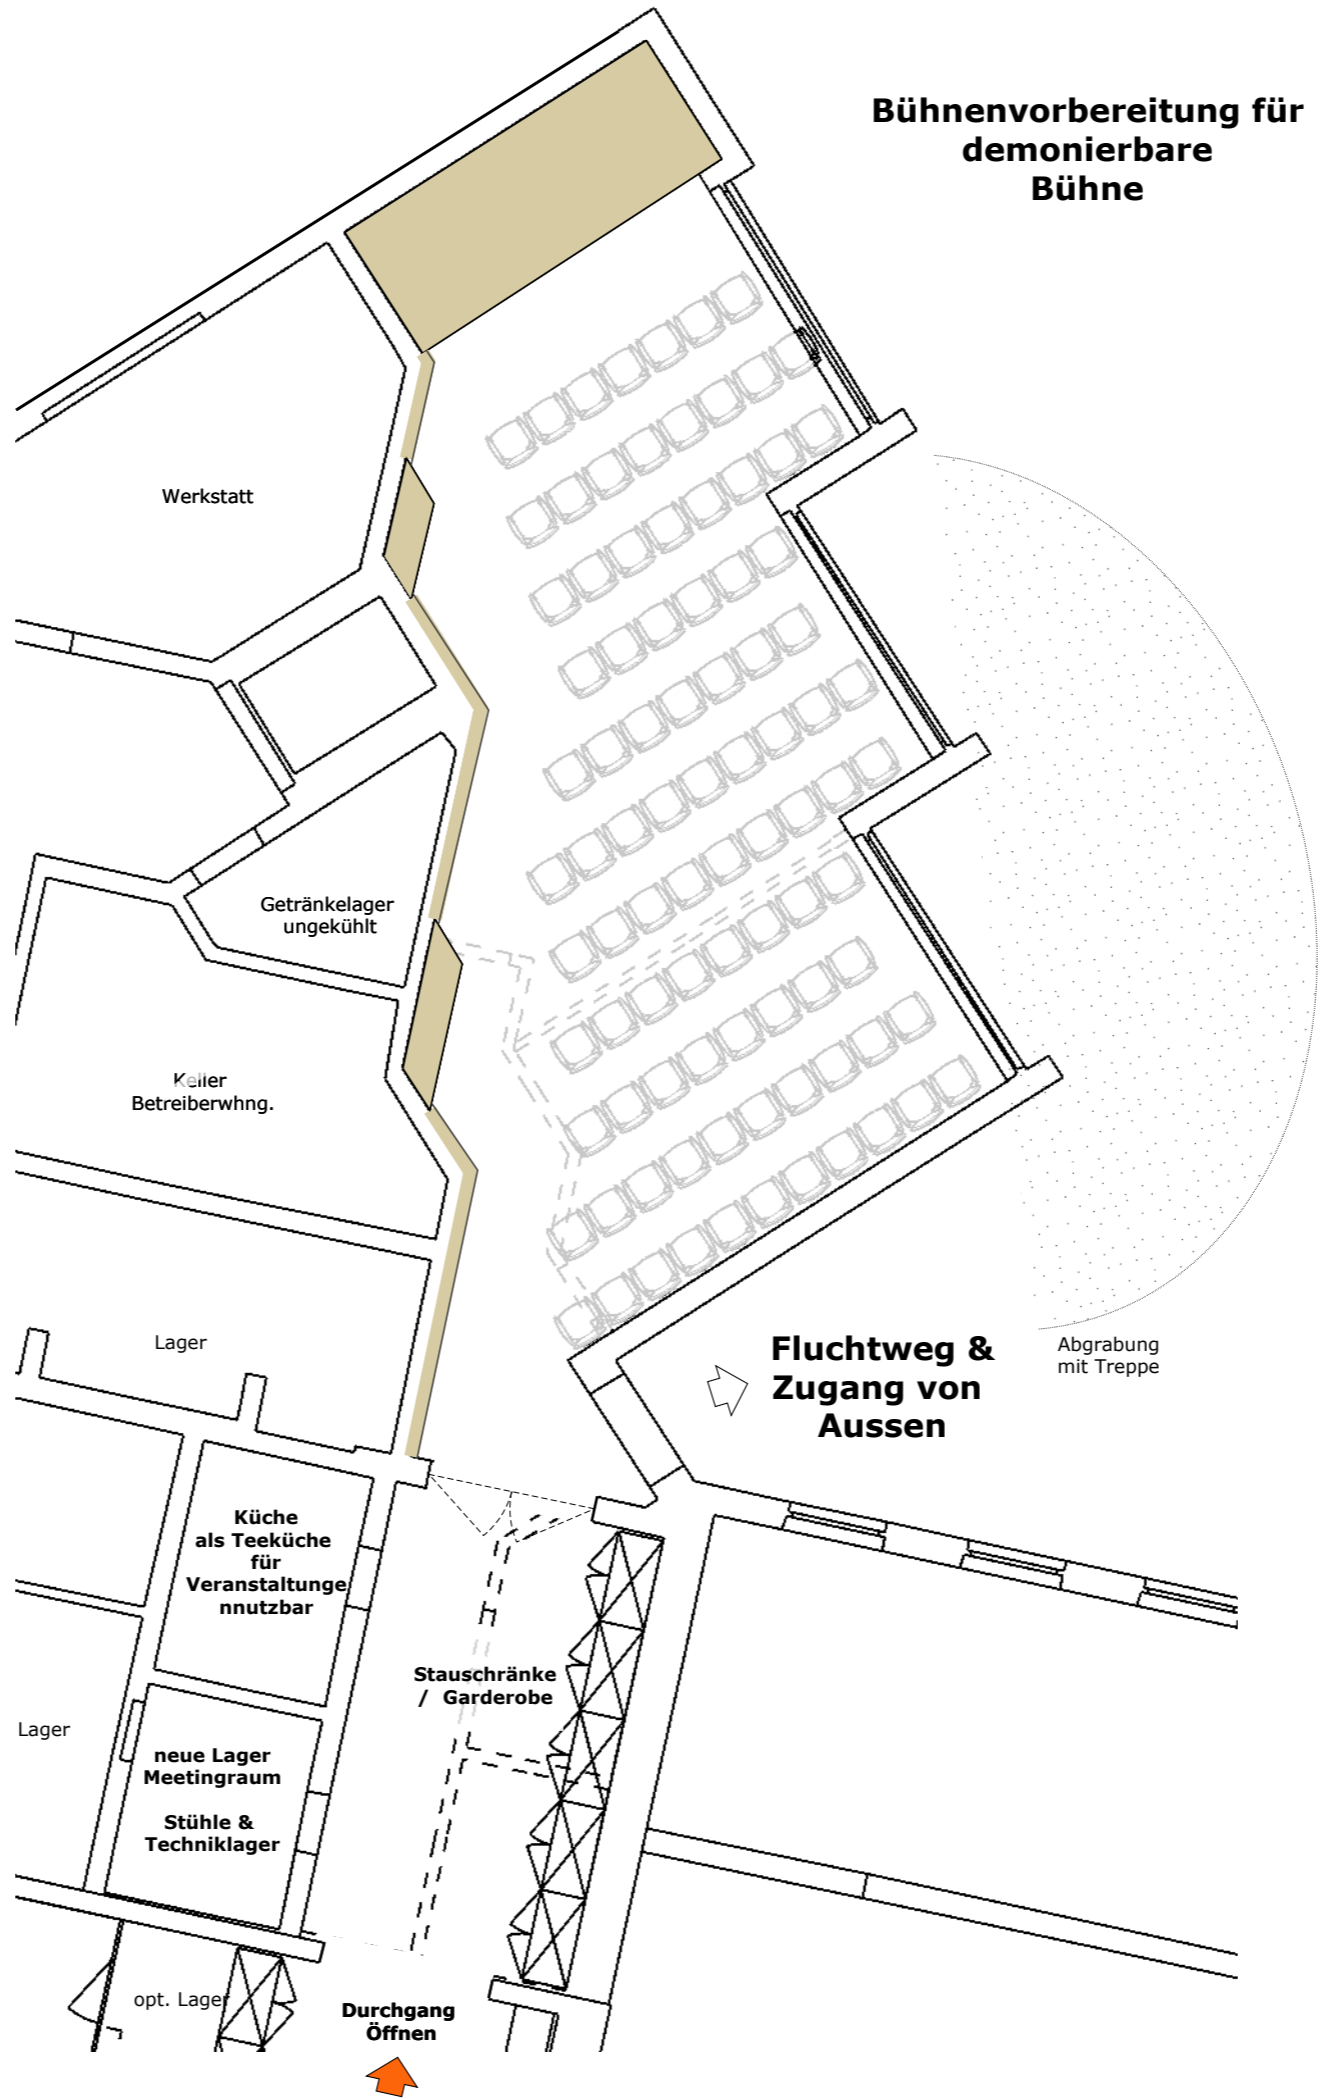 Bühnenvorbereitung für
demonierbare
Bühne
Werkstatt
Getränkelager
ungekühlt
Keller
Betreiberwhng.
Lager
Fluchtweg &
Zugang von
Aussen
Abgrabung
mit Treppe
Küche
als Teeküche
für
Veranstaltunge
nnutzbar
Stauschränke
/ Garderobe
Lager
neue Lager
Meetingraum
Stühle &
Techniklager
opt. Lager
Durchgang
Öffnen